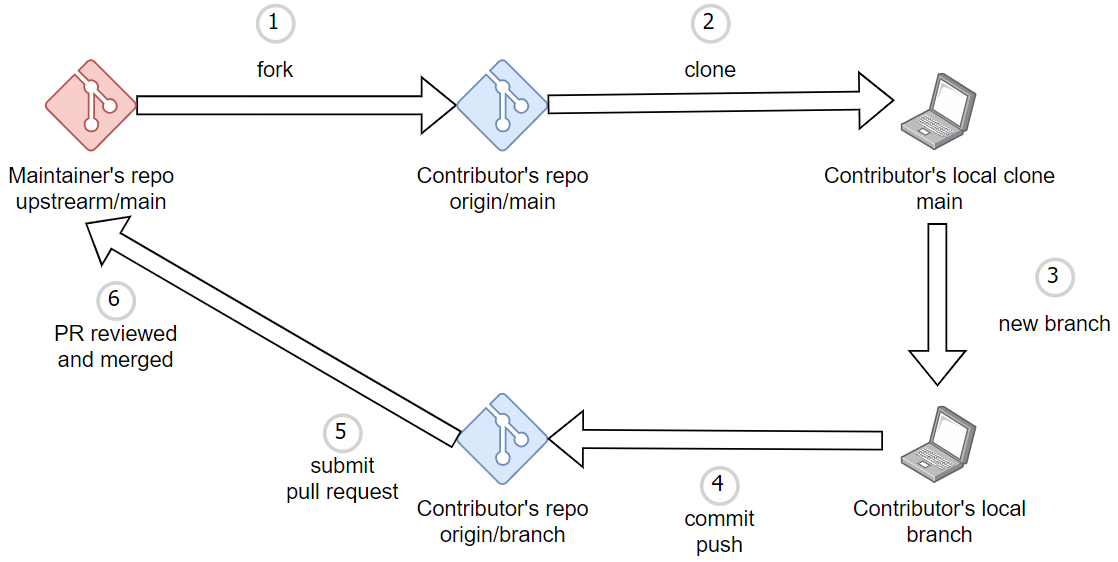 1
fork
2
clone
Maintainer's repo
upstrearm/main
Contributor's repo
origin/main
Contributor's local clone
main
3
new branch
6
PR reviewed
and merged
5
submit
pull request
4
commit
push
Contributor's repo
origin/branch
Contributor's local
branch